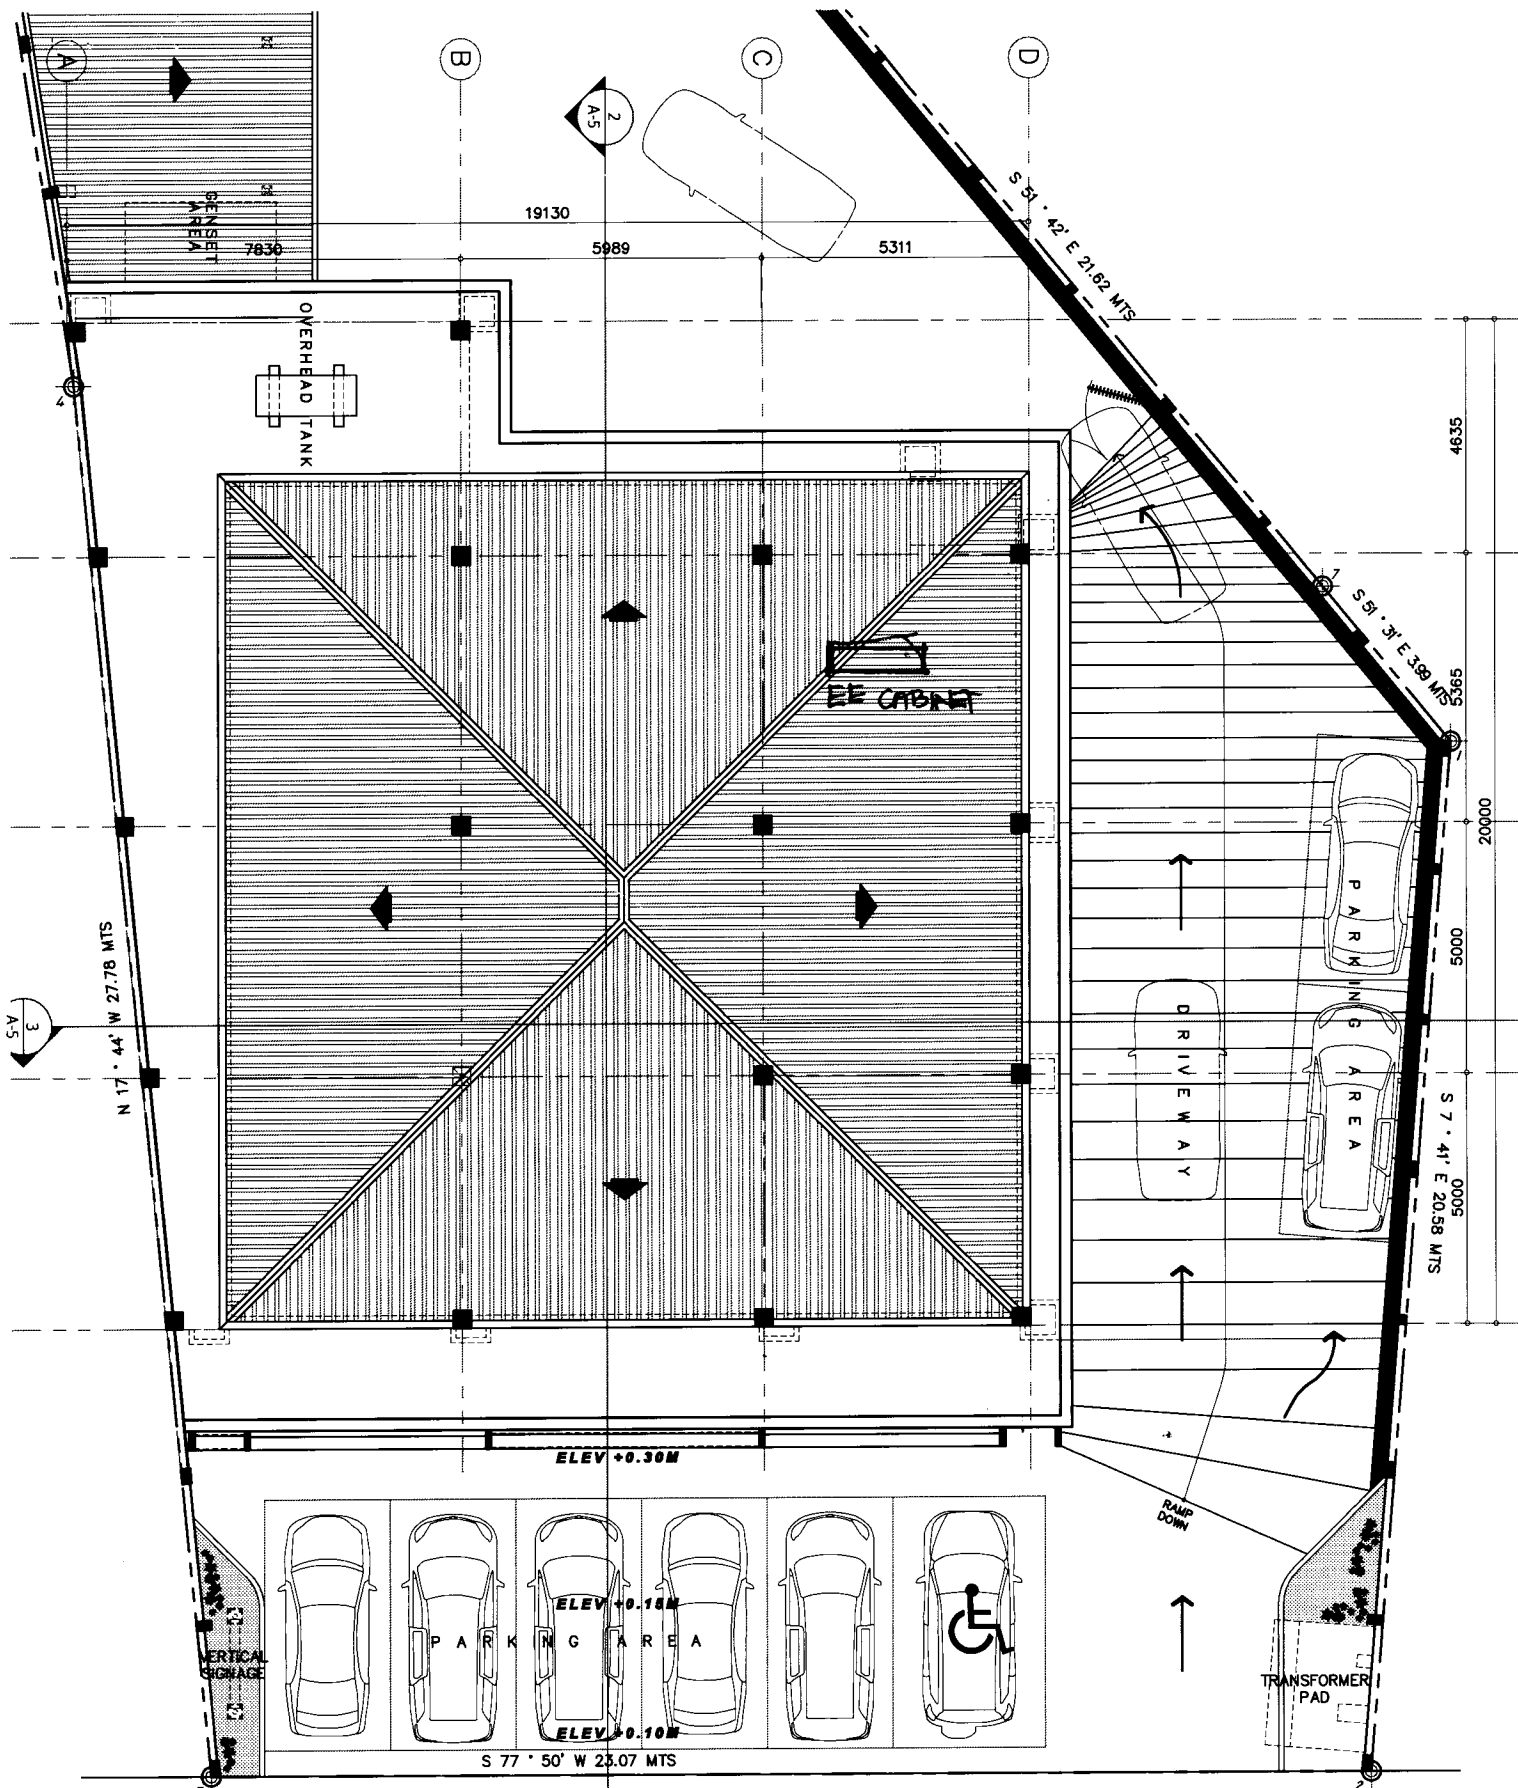 A
B
C
D
2
A-5
GENSET
AREA
19130
7830
5989
5311
S 51 ° 42' E 21.62 MTS
OVERHEAD TANK
4
4635
1
S 51 ° 31' E 3.99 MTS
5365
EE CABINET
20000
PARKING AREA
5000
N 17 ° 44' W 27.78 MTS
3
A-5
DRIVEWAY
S 7 ° 41' E 20.58 MTS
5000
ELEV +0.30M
RAMP
DOWN
ELEV +0.15M
PARKING AREA
VERTICAL
SIGNAGE
TRANSFORMER
PAD
ELEV +0.10M
S 77 ° 50' W 23.07 MTS
2